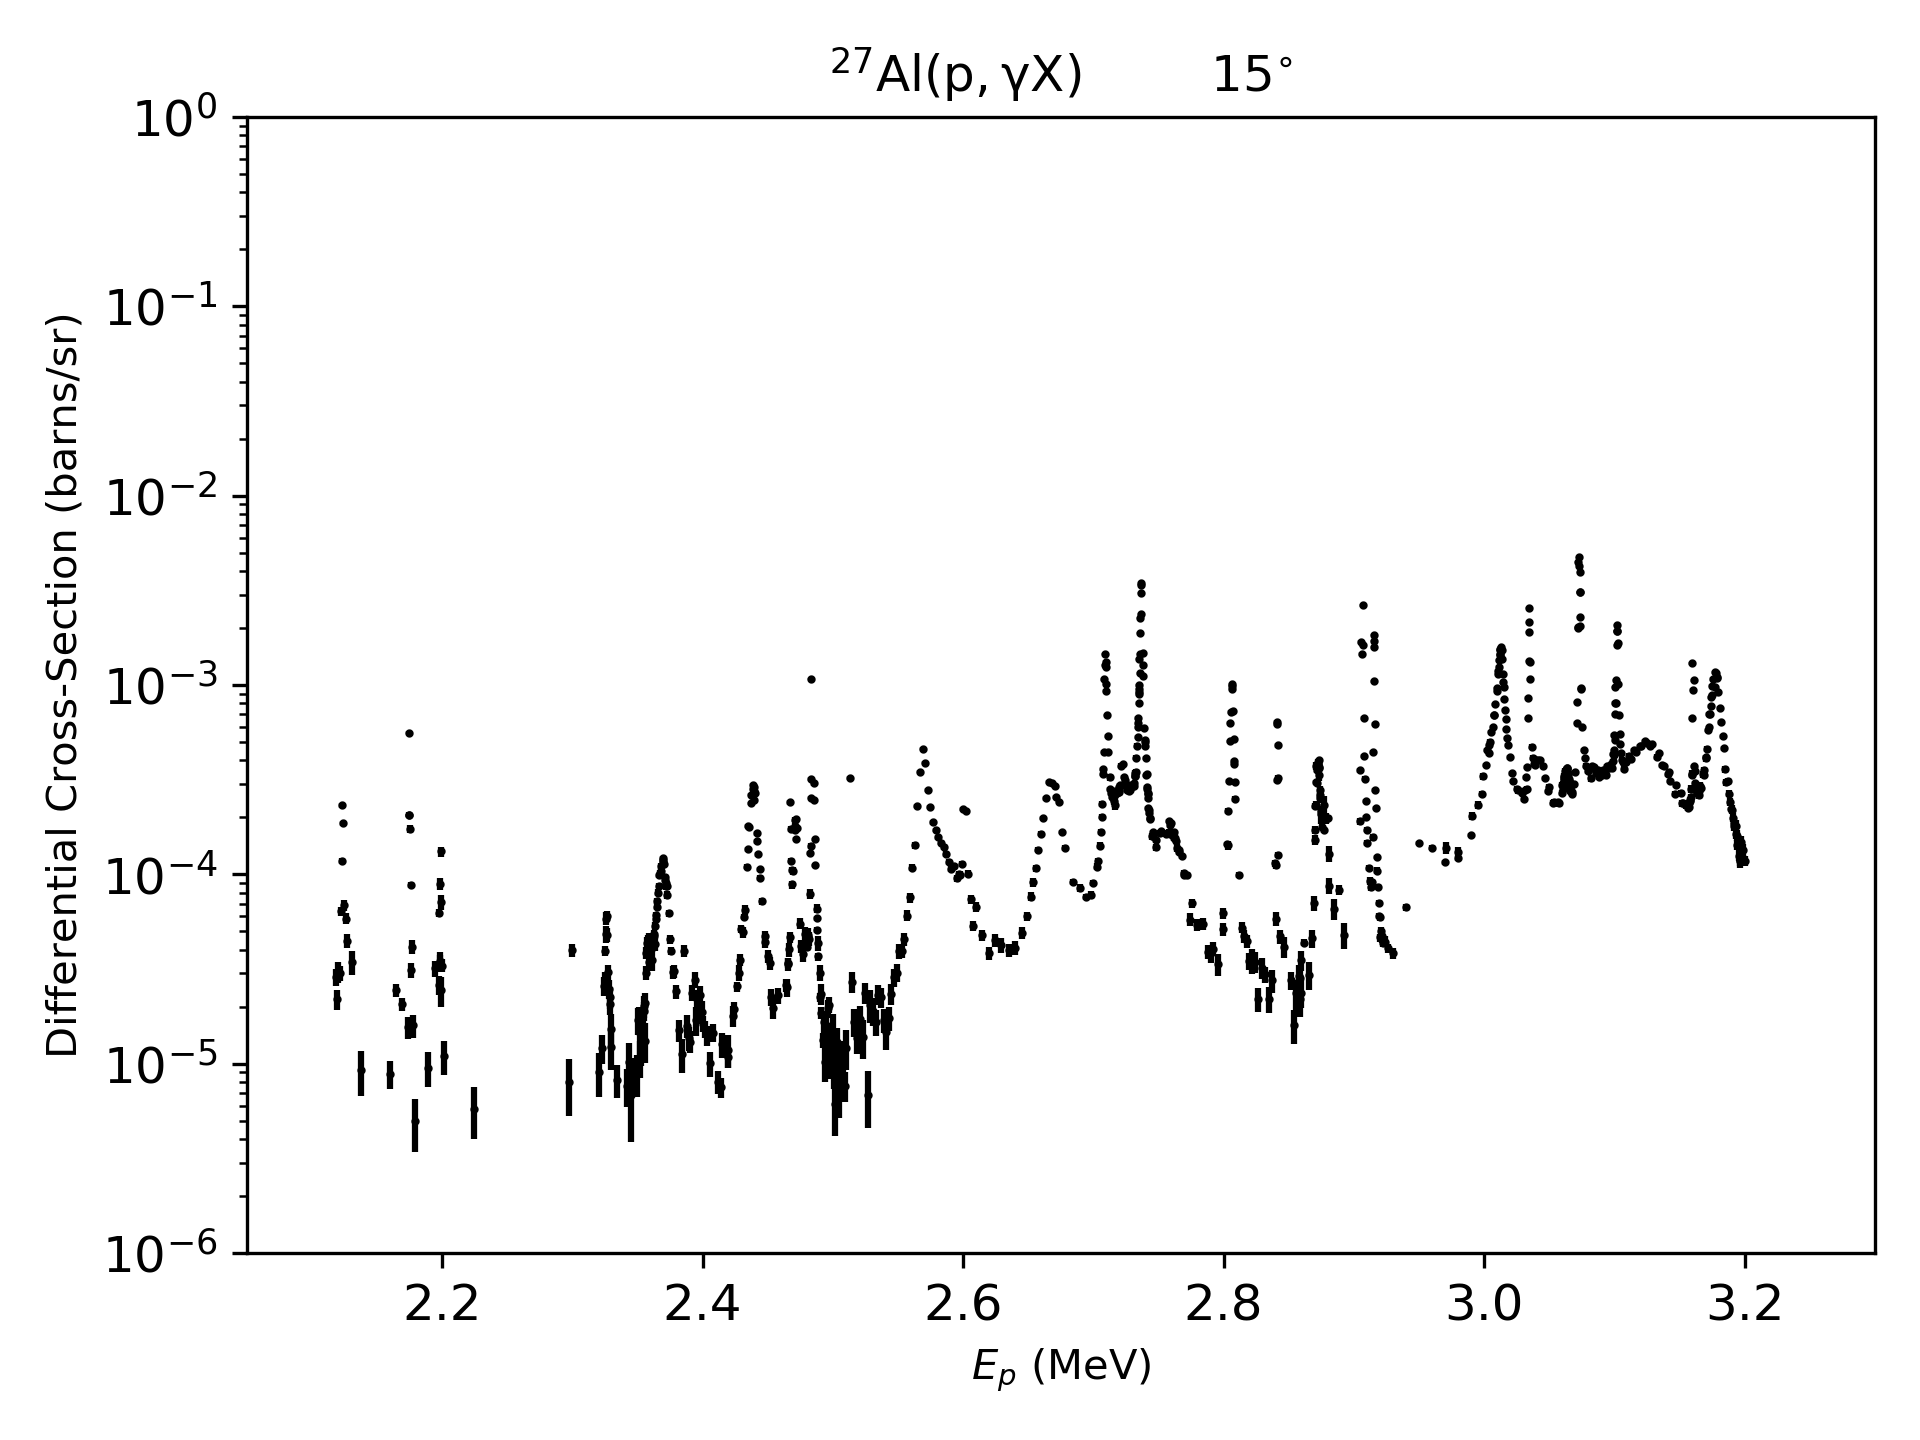 ²⁷Al(p, γX) 15°
10⁰
10⁻¹
10⁻²
10⁻³
10⁻⁴
10⁻⁵
10⁻⁶
Differential Cross-Section (barns/sr)
2.2 2.4 2.6 2.8 3.0 3.2
Eₚ (MeV)